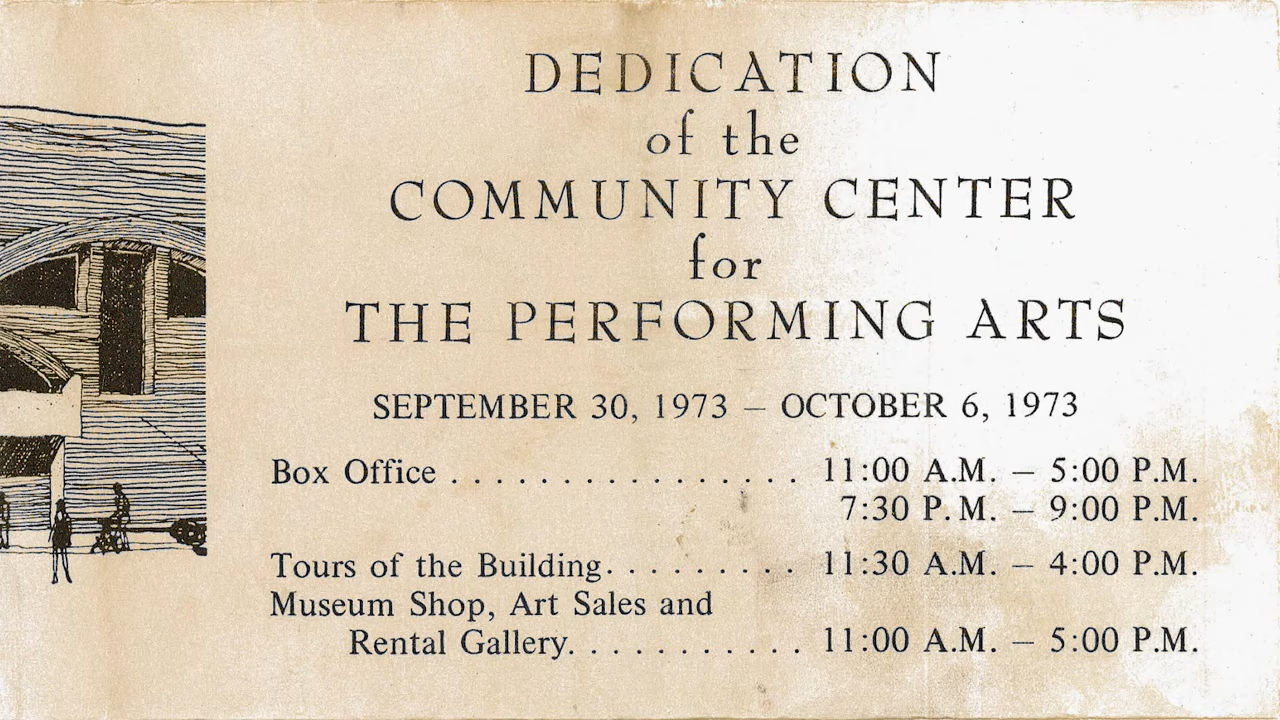 DEDICATION
of the
COMMUNITY CENTER
for
THE PERFORMING ARTS
SEPTEMBER 30, 1973 – OCTOBER 6, 1973
Box Office . . . . . . . . . . . . . . . . 11:00 A.M. – 5:00 P.M.
7:30 P.M. – 9:00 P.M.
Tours of the Building. . . . . . . . . 11:30 A.M. – 4:00 P.M.
Museum Shop, Art Sales and
Rental Gallery. . . . . . . . . . . 11:00 A.M. – 5:00 P.M.